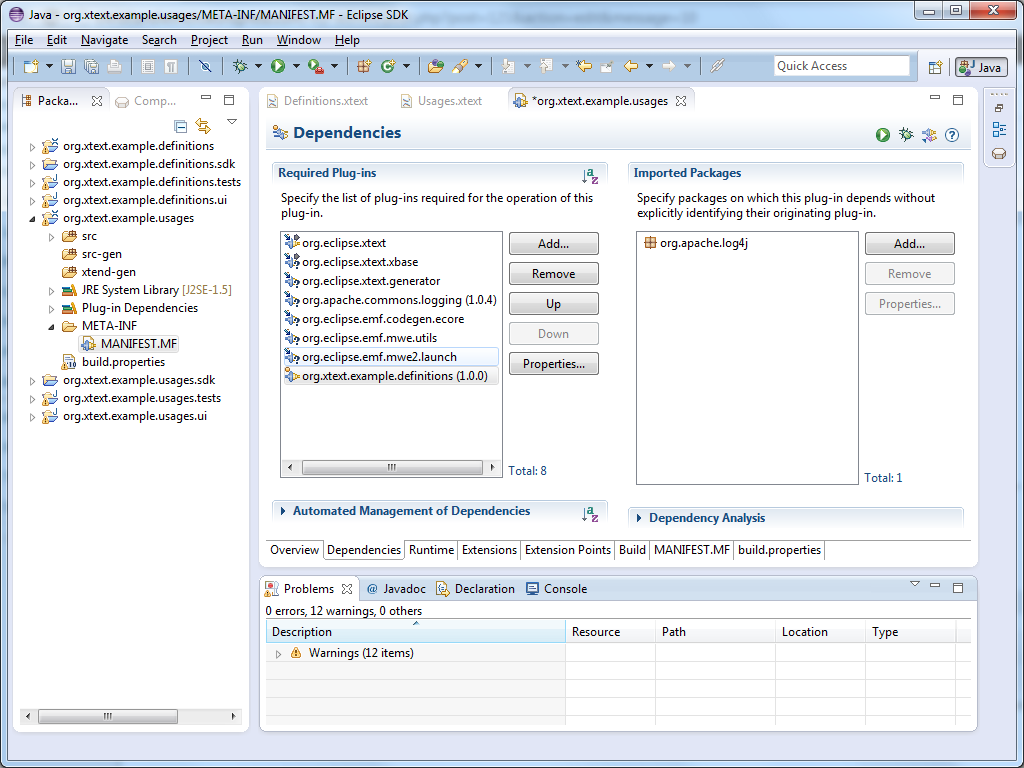 Java - org.xtext.example.usages/META-INF/MANIFEST.MF - Eclipse SDK
File Edit Navigate Search Project Run Window Help
Quick Access
Java
Packa...
Comp...
org.xtext.example.definitions
org.xtext.example.definitions.sdk
org.xtext.example.definitions.tests
org.xtext.example.definitions.ui
org.xtext.example.usages
src
src-gen
xtend-gen
JRE System Library [J2SE-1.5]
Plug-in Dependencies
META-INF
MANIFEST.MF
build.properties
org.xtext.example.usages.sdk
org.xtext.example.usages.tests
org.xtext.example.usages.ui
Definitions.xtext
Usages.xtext
*org.xtext.example.usages
Dependencies
Required Plug-ins
Specify the list of plug-ins required for the operation of this
plug-in.
org.eclipse.xtext
org.eclipse.xtext.xbase
org.eclipse.xtext.generator
org.apache.commons.logging (1.0.4)
org.eclipse.emf.codegen.ecore
org.eclipse.emf.mwe.utils
org.eclipse.emf.mwe2.launch
org.xtext.example.definitions (1.0.0)
Add...
Remove
Up
Down
Properties...
Total: 8
Imported Packages
Specify packages on which this plug-in depends without
explicitly identifying their originating plug-in.
org.apache.log4j
Add...
Remove
Properties...
Total: 1
Automated Management of Dependencies
Dependency Analysis
Overview Dependencies Runtime Extensions Extension Points Build MANIFEST.MF build.properties
Problems
@ Javadoc
Declaration
Console
0 errors, 12 warnings, 0 others
Description Resource Path Location Type
Warnings (12 items)